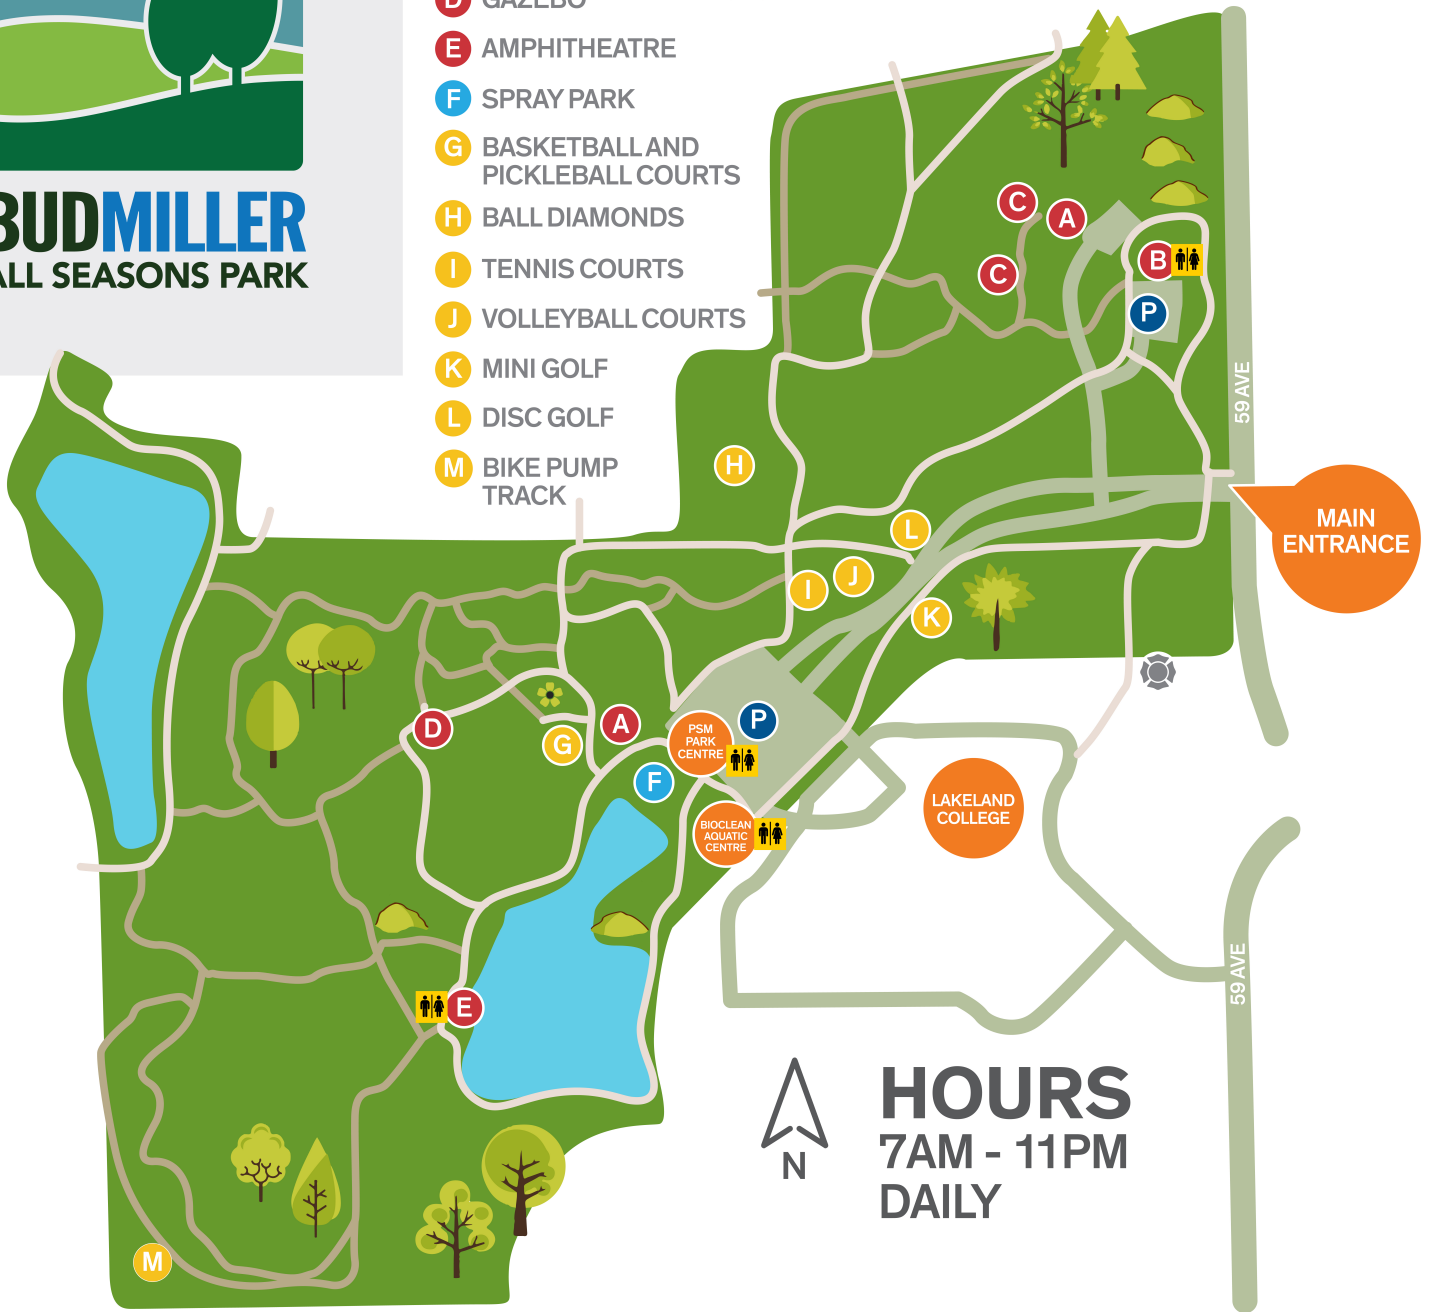 D GAZEBO
E AMPHITHEATRE
F SPRAY PARK
G BASKETBALL AND
PICKLEBALL COURTS
H BALL DIAMONDS
I TENNIS COURTS
J VOLLEYBALL COURTS
K MINI GOLF
L DISC GOLF
M BIKE PUMP
TRACK
BUDMILLER
ALL SEASONS PARK
C
A
C
B
P
59 AVE
H
MAIN
ENTRANCE
L
I
J
K
D
G
A
P
PSM
PARK
CENTRE
F
BIOCLEAN
AQUATIC
CENTRE
LAKELAND
COLLEGE
59 AVE
E
HOURS
7AM - 11PM
DAILY
N
M